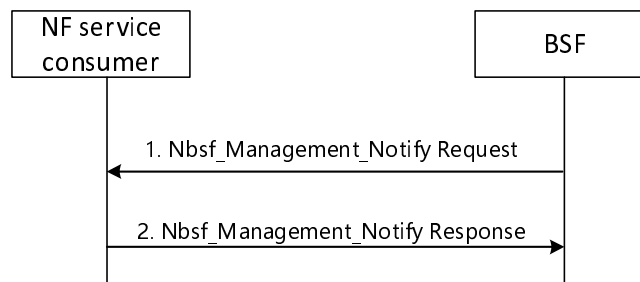 NF service
consumer
BSF
1. Nbsf_Management_Notify Request
2. Nbsf_Management_Notify Response